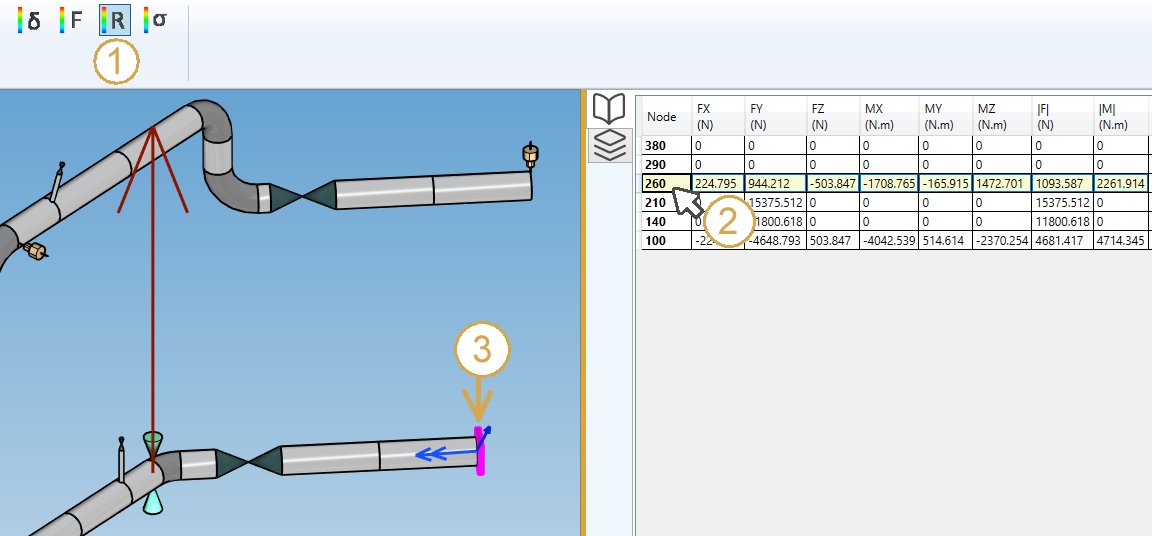 δ F R σ
1
Node FX (N) FY (N) FZ (N) MX (N.m) MY (N.m) MZ (N.m) |F| (N) |M| (N.m)
380 0 0 0 0 0 0 0 0
290 0 0 0 0 0 0 0 0
260 224.795 944.212 -503.847 -1708.765 -165.915 1472.701 1093.587 2261.914
210 15375.512 0 0 0 0 15375.512 0
140 0 1800.618 0 0 0 0 11800.618 0
100 -22 -4648.793 503.847 -4042.539 514.614 -2370.254 4681.417 4714.345
2
3